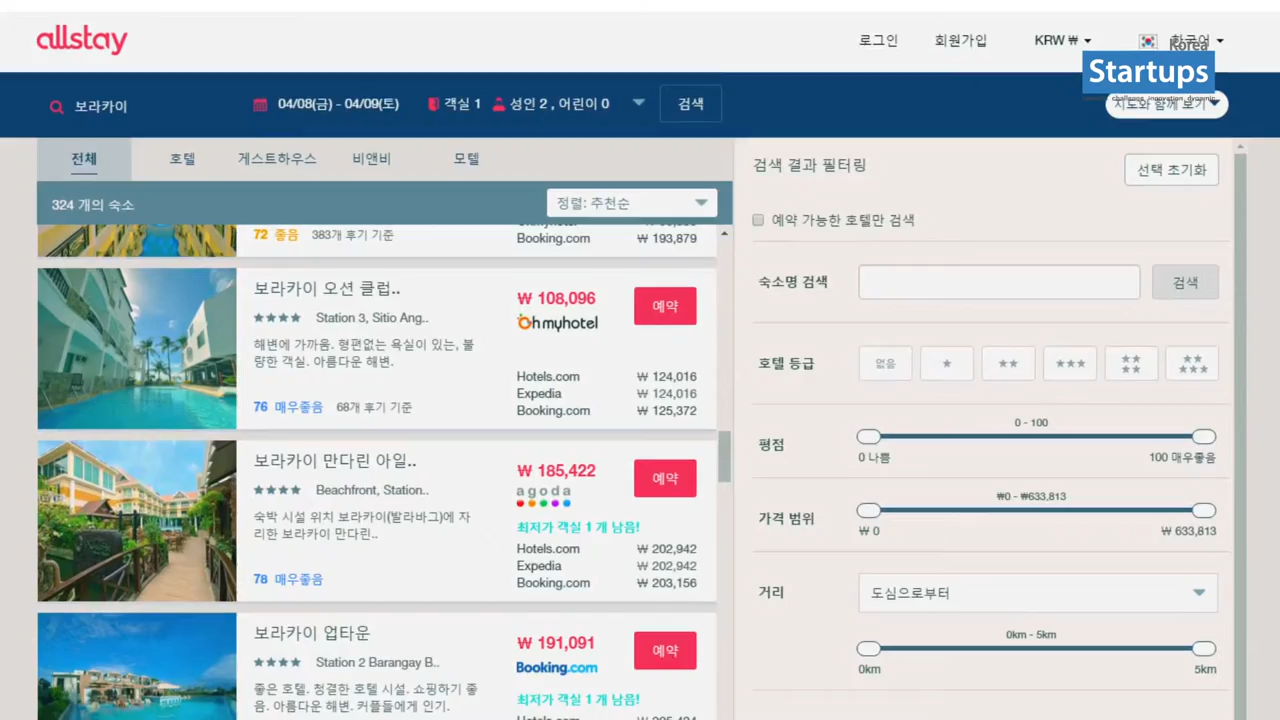 allstay
로그인
회원가입
KRW ₩
한국어
Korea
Startups
challenge, innovation, dynamic
보라카이
04/08(금) - 04/09(토)
객실 1
성인 2 , 어린이 0
검색
지도와 함께 보기
전체
호텔
게스트하우스
비앤비
모텔
324 개의 숙소
정렬: 추천순
72 좋음 383개 후기 기준
Booking.com ₩ 193,879
보라카이 오션 클럽..
Station 3, Sitio Ang..
해변에 가까움. 형편없는 욕실이 있는, 불
량한 객실. 아름다운 해변.
76 매우좋음 68개 후기 기준
₩ 108,096
Oh myhotel
예약
Hotels.com ₩ 124,016
Expedia ₩ 124,016
Booking.com ₩ 125,372
보라카이 만다린 아일..
Beachfront, Station..
숙박 시설 위치 보라카이(발라바그)에 자
리한 보라카이 만다린..
78 매우좋음
₩ 185,422
agoda
예약
최저가 객실 1 개 남음!
Hotels.com ₩ 202,942
Expedia ₩ 202,942
Booking.com ₩ 203,156
보라카이 업타운
Station 2 Barangay B..
좋은 호텔. 청결한 호텔 시설. 쇼핑하기 좋
음. 아름다운 해변. 커플들에게 인기.
₩ 191,091
Booking.com
예약
최저가 객실 1 개 남음!
검색 결과 필터링
선택 초기화
예약 가능한 호텔만 검색
숙소명 검색
검색
호텔 등급
없음
평점
0 - 100
0 나쁨
100 매우좋음
가격 범위
₩0 - ₩633,813
₩ 0
₩ 633,813
거리
도심으로부터
0km - 5km
0km
5km